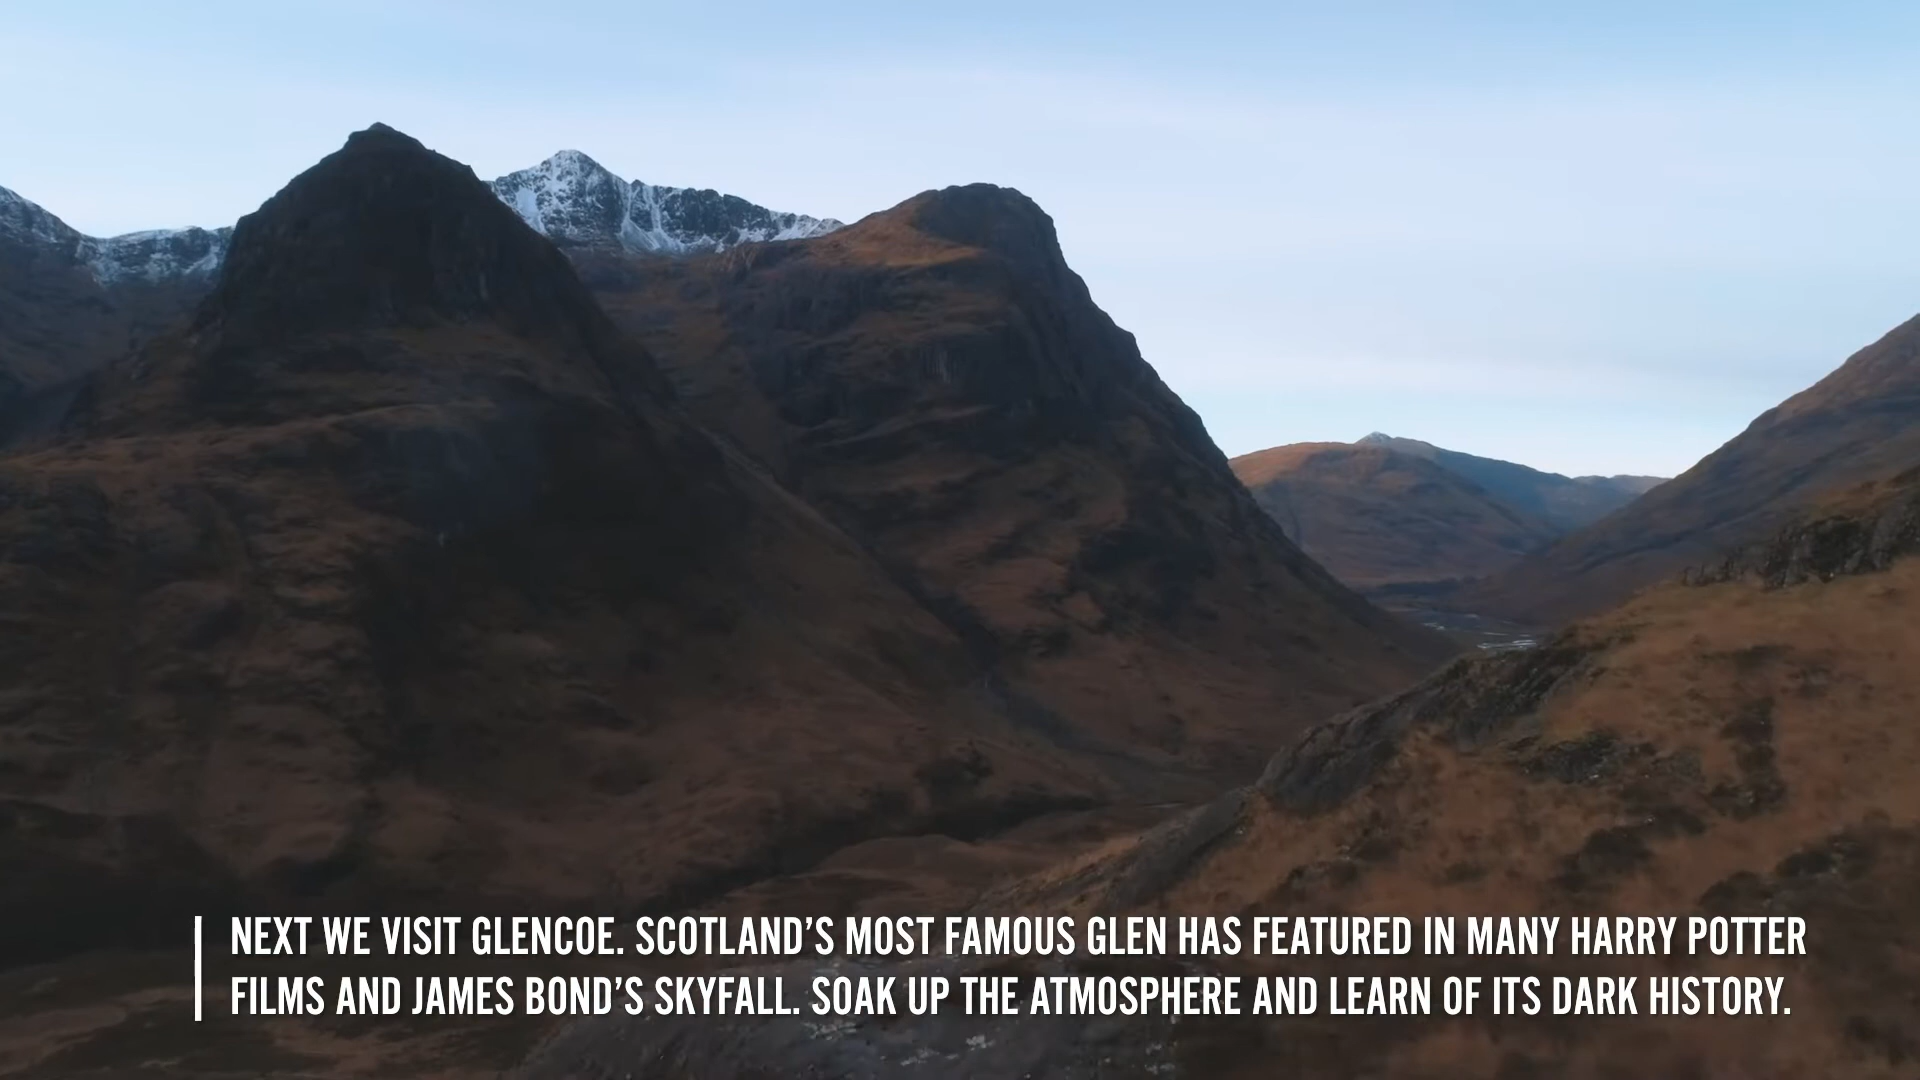 NEXT WE VISIT GLENCOE. SCOTLAND'S MOST FAMOUS GLEN HAS FEATURED IN MANY HARRY POTTER
FILMS AND JAMES BOND'S SKYFALL. SOAK UP THE ATMOSPHERE AND LEARN OF ITS DARK HISTORY.